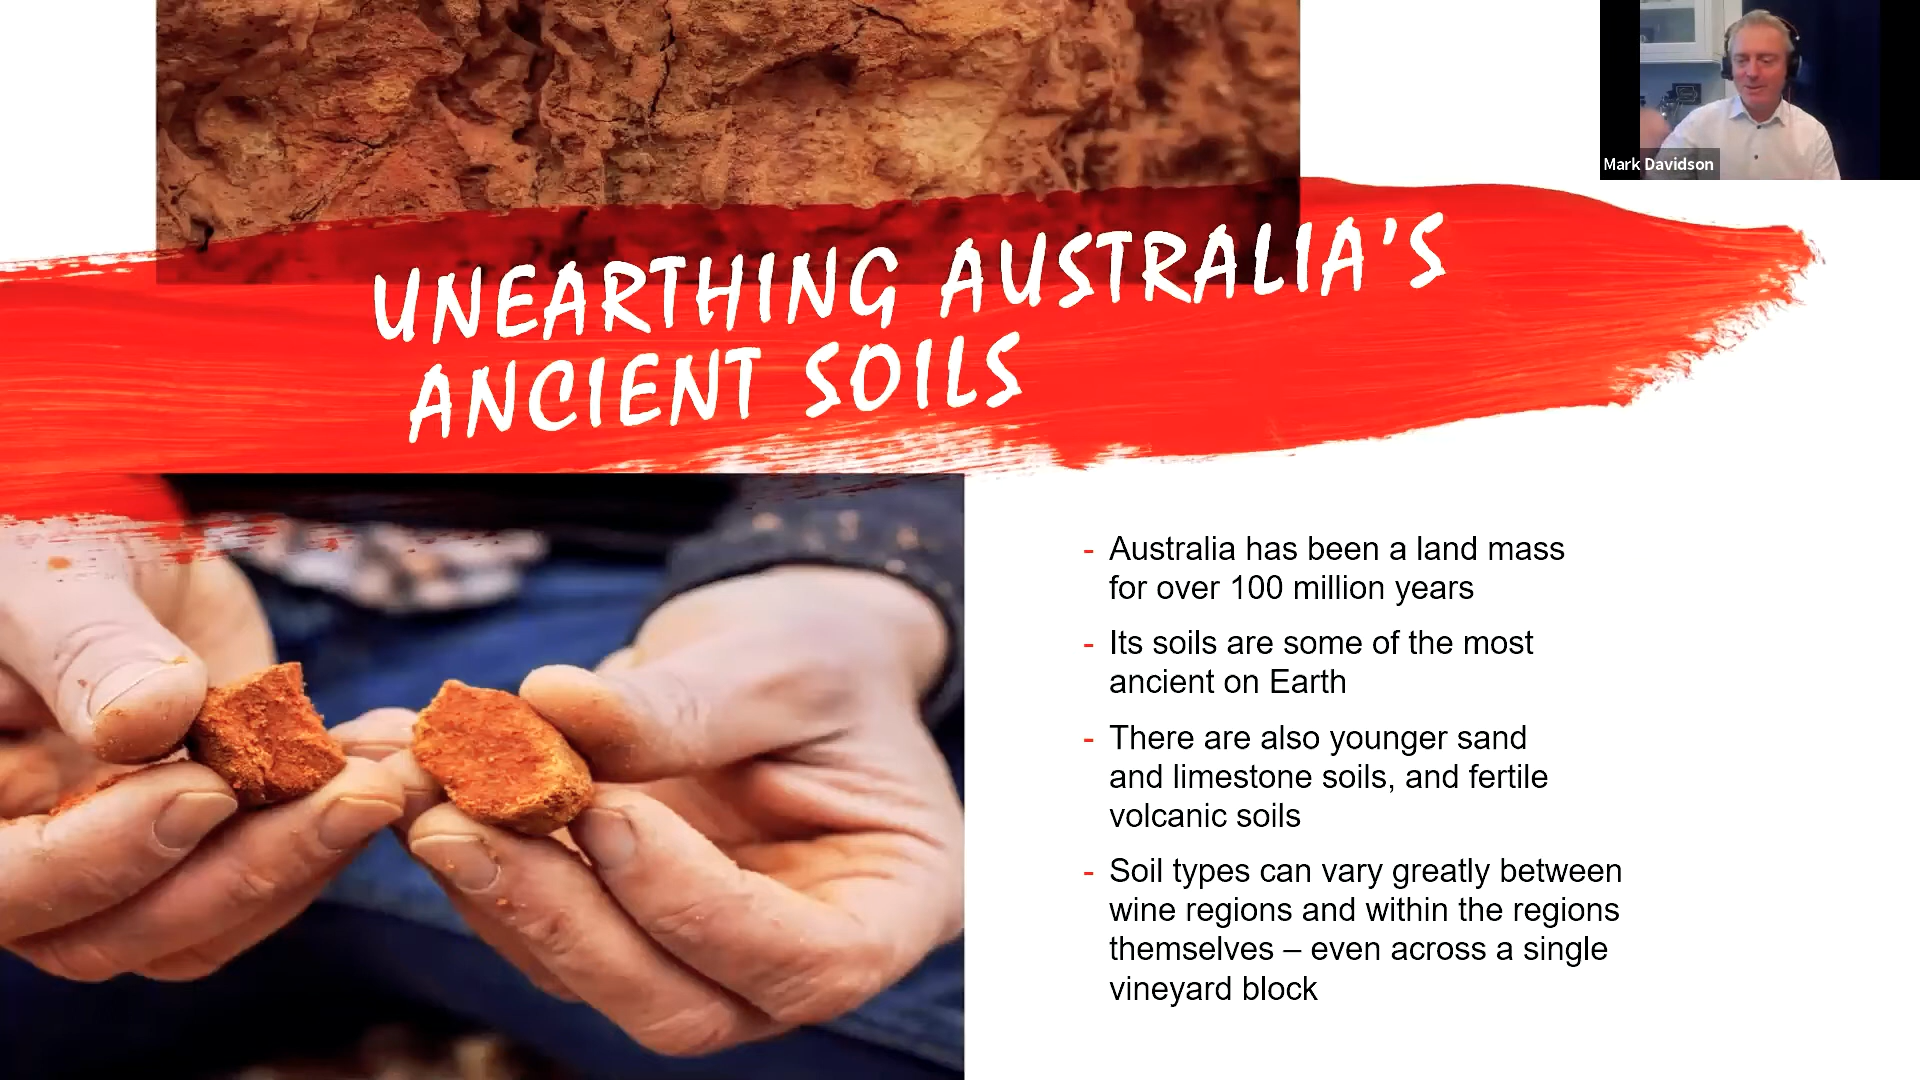 Mark Davidson
UNEARTHING AUSTRALIA'S
ANCIENT SOILS
- Australia has been a land mass
for over 100 million years
- Its soils are some of the most
ancient on Earth
- There are also younger sand
and limestone soils, and fertile
volcanic soils
- Soil types can vary greatly between
wine regions and within the regions
themselves – even across a single
vineyard block